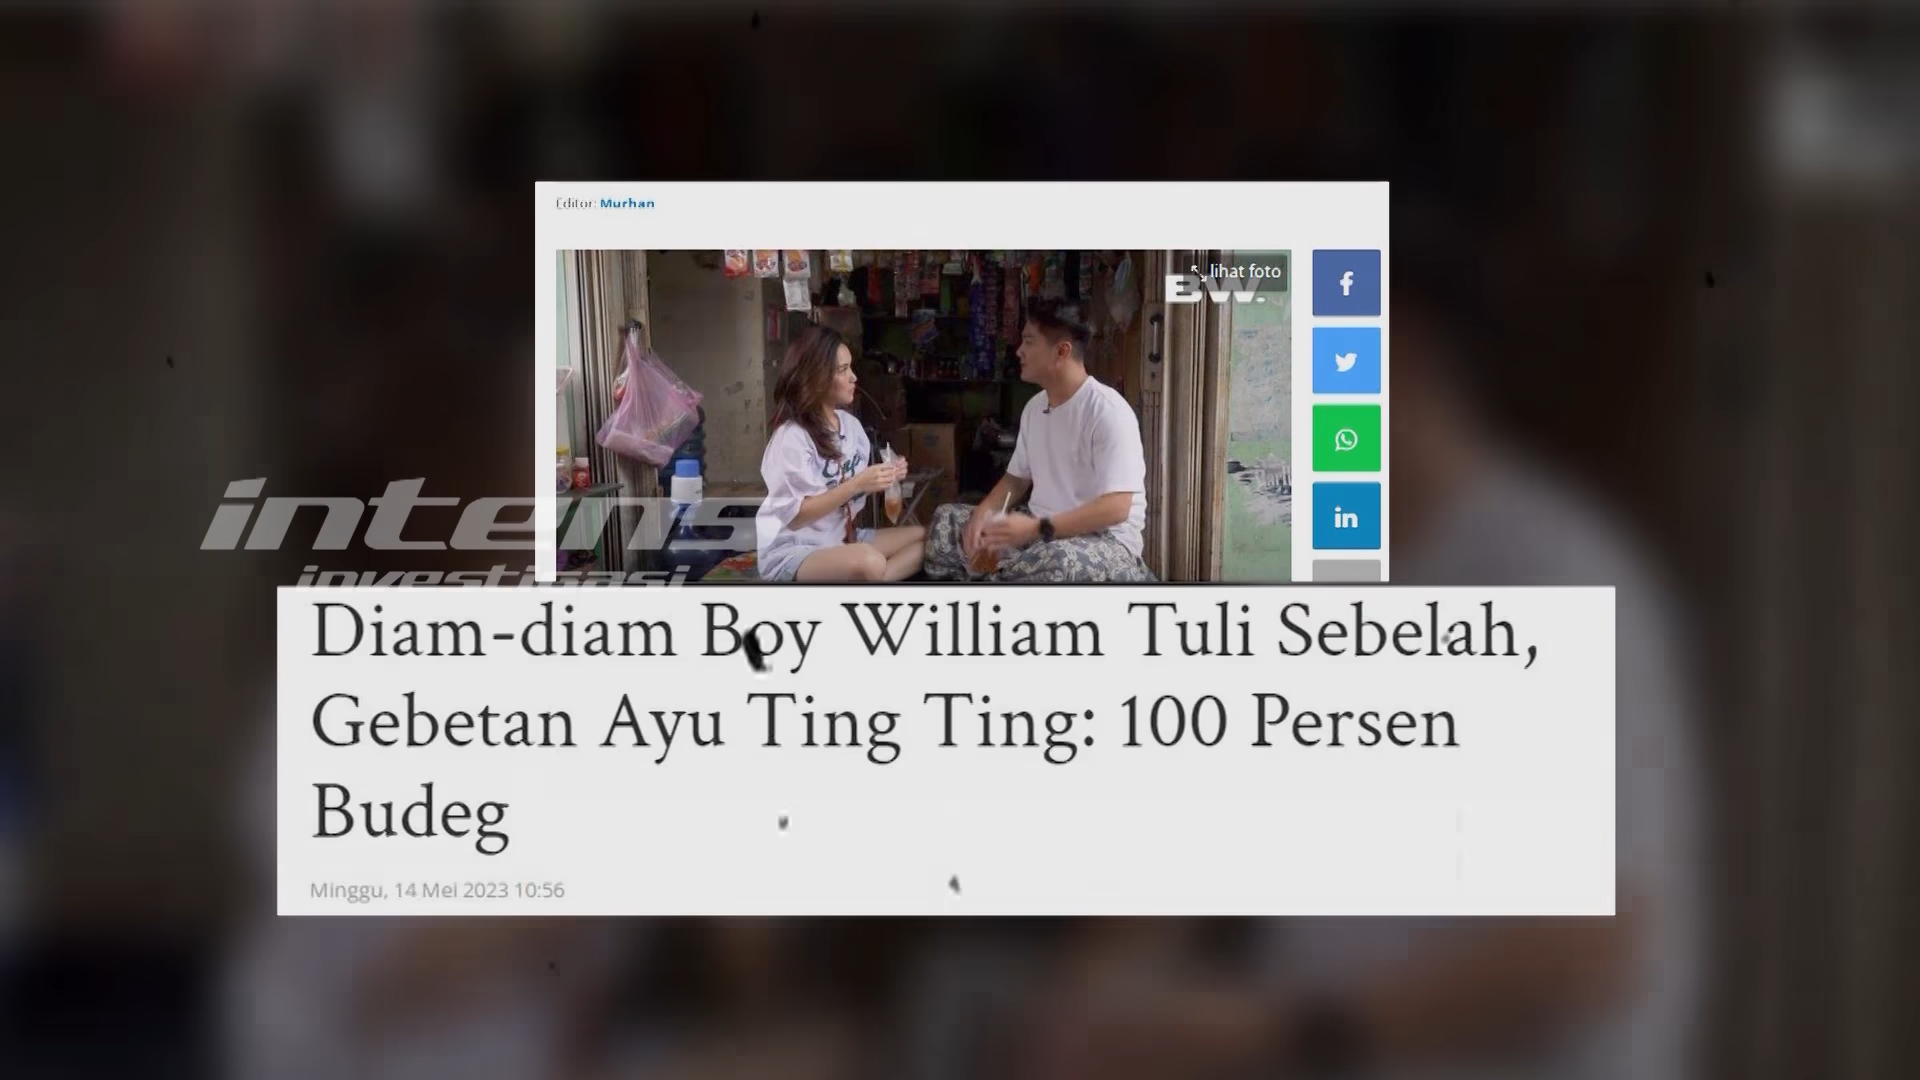 Editor: Murhan
lihat foto
BW.
intens
investigasi
Diam-diam Boy William Tuli Sebelah,
Gebetan Ayu Ting Ting: 100 Persen
Budeg
Minggu, 14 Mei 2023 10:56